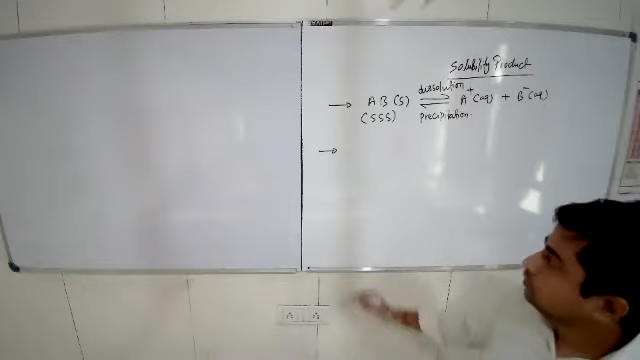 Solubility Product
dissolution
→ AB(s) ⇌ A⁺(aq) + B⁻(aq)
(SSS) precipitation.
→